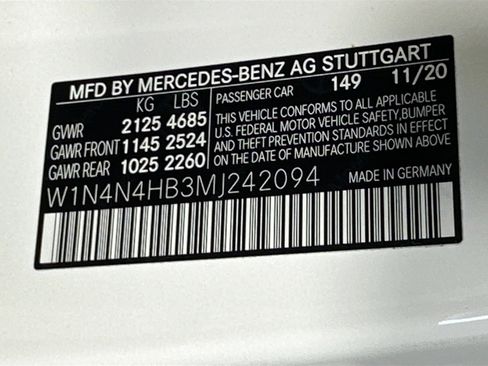 MFD BY MERCEDES-BENZ AG STUTTGART
KG LBS
PASSENGER CAR 149 11/20
GVWR 2125 4685
GAWR FRONT 1145 2524
GAWR REAR 1025 2260
THIS VEHICLE CONFORMS TO ALL APPLICABLE
U.S. FEDERAL MOTOR VEHICLE SAFETY,BUMPER
AND THEFT PREVENTION STANDARDS IN EFFECT
ON THE DATE OF MANUFACTURE SHOWN ABOVE
W1N4N4HB3MJ242094
MADE IN GERMANY